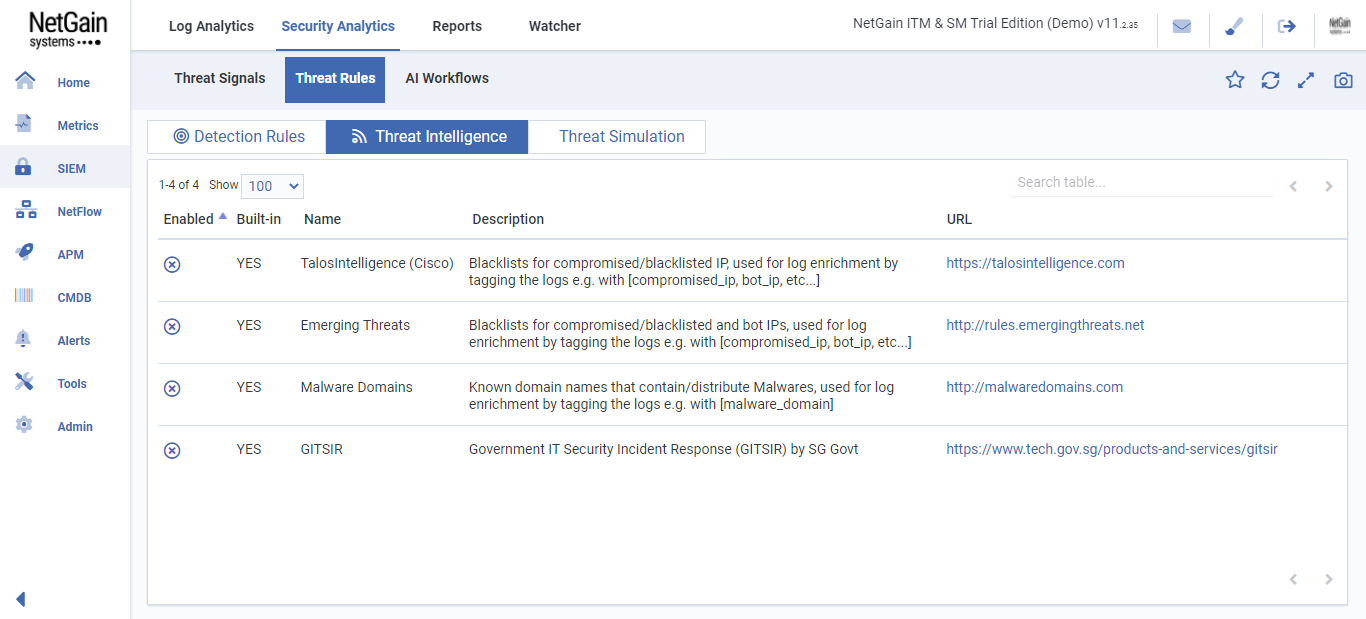 NetGain
systems
Log Analytics
Security Analytics
Reports
Watcher
NetGain ITM & SM Trial Edition (Demo) v11.2.35
NetGain
systems
Home
Metrics
SIEM
NetFlow
APM
CMDB
Alerts
Tools
Admin
Threat Signals
Threat Rules
AI Workflows
Detection Rules
Threat Intelligence
Threat Simulation
1-4 of 4 Show 100
Search table...
Enabled Built-in Name Description URL
YES TalosIntelligence (Cisco) Blacklists for compromised/blacklisted IP, used for log enrichment by https://talosintelligence.com
tagging the logs e.g. with [compromised_ip, bot_ip, etc...]
YES Emerging Threats Blacklists for compromised/blacklisted and bot IPs, used for log http://rules.emergingthreats.net
enrichment by tagging the logs e.g. with [compromised_ip, bot_ip, etc...]
YES Malware Domains Known domain names that contain/distribute Malwares, used for log http://malwaredomains.com
enrichment by tagging the logs e.g. with [malware_domain]
YES GITSIR Government IT Security Incident Response (GITSIR) by SG Govt https://www.tech.gov.sg/products-and-services/gitsir